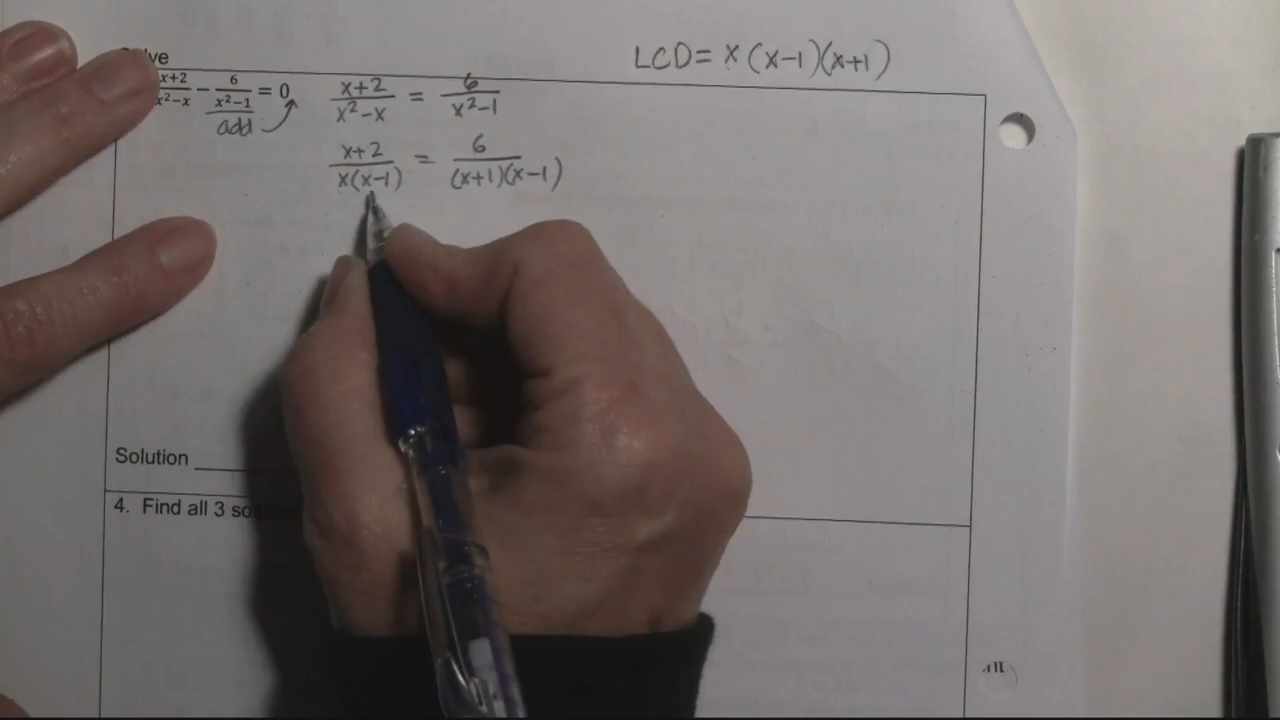 LCD = x(x-1)(x+1)
x+2/x²-x - 6/x²-1 = 0
add
x+2/x²-x = 6/x²-1
x+2/x(x-1) = 6/(x+1)(x-1)
Solution
4. Find all 3